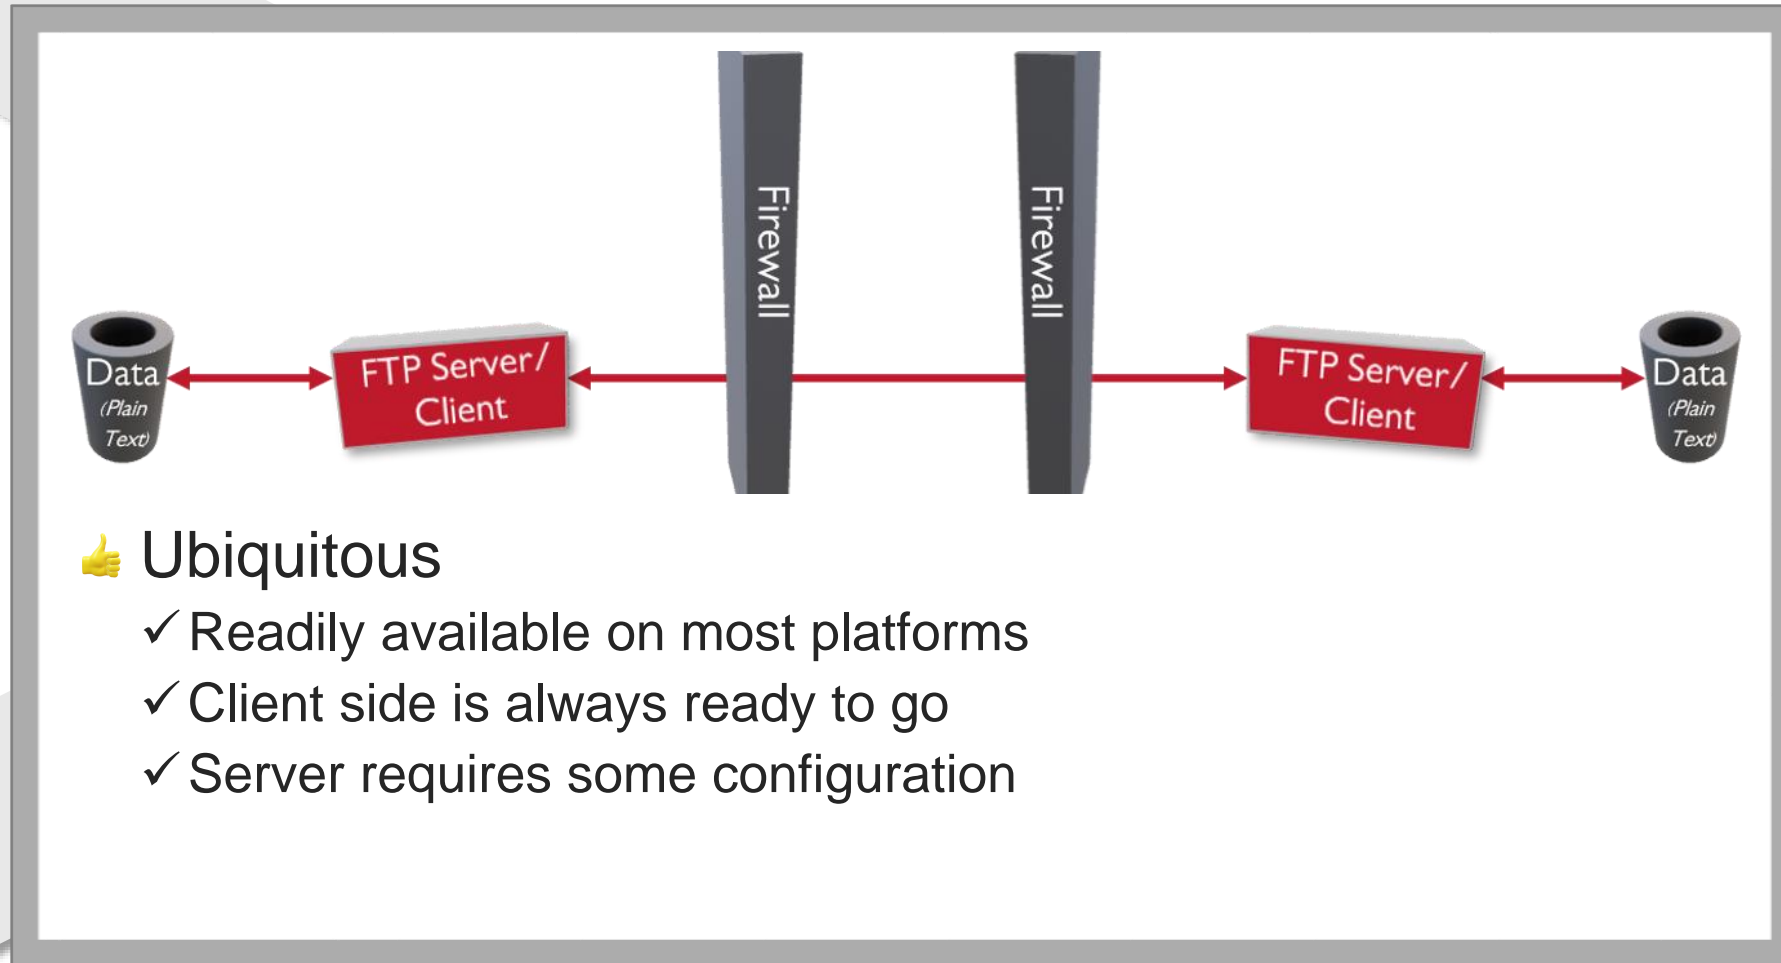 Firewall
Firewall
Data
(Plain
Text)
FTP Server/
Client
FTP Server/
Client
Data
(Plain
Text)
👍 Ubiquitous
✓ Readily available on most platforms
✓ Client side is always ready to go
✓ Server requires some configuration